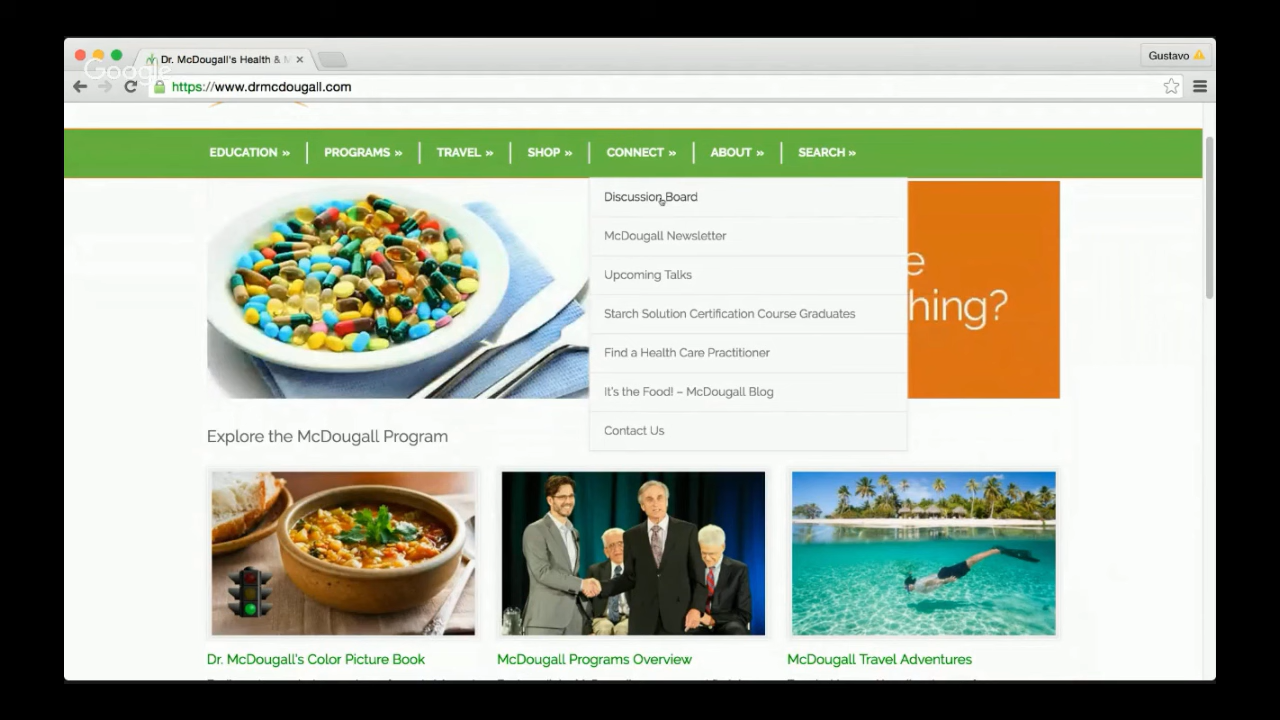 Dr. McDougall's Health &
Gustavo
Google
https://www.drmcdougall.com
EDUCATION » PROGRAMS » TRAVEL » SHOP » CONNECT » ABOUT » SEARCH »
Discussion Board
McDougall Newsletter
Upcoming Talks
Starch Solution Certification Course Graduates
Find a Health Care Practitioner
It's the Food! – McDougall Blog
Contact Us
e
hing?
Explore the McDougall Program
Dr. McDougall's Color Picture Book
McDougall Programs Overview
McDougall Travel Adventures